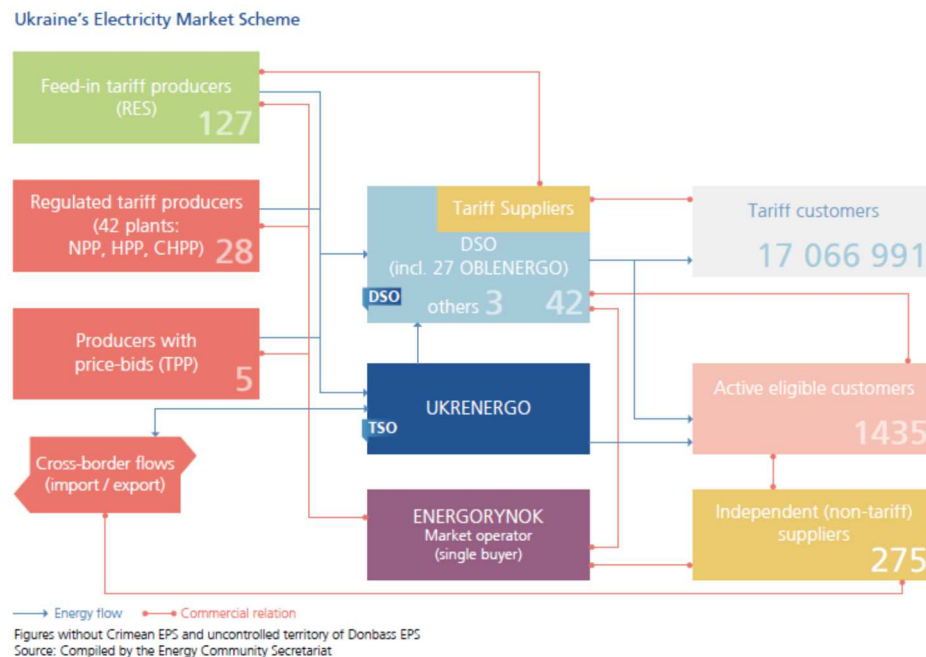 Ukraine's Electricity Market Scheme
Feed-in tariff producers
(RES)
127
Regulated tariff producers
(42 plants:
NPP, HPP, CHPP)
28
Producers with
price-bids (TPP)
5
Cross-border flows
(import / export)
Tariff Suppliers
DSO
(incl. 27 OBLENERGO)
DSO
others 3
42
UKRENERGO
TSO
ENERGORYNOK
Market operator
(single buyer)
Tariff customers
17 066 991
Active eligible customers
1435
Independent (non-tariff)
suppliers
275
Energy flow
Commercial relation
Figures without Crimean EPS and uncontrolled territory of Donbass EPS
Source: Compiled by the Energy Community Secretariat